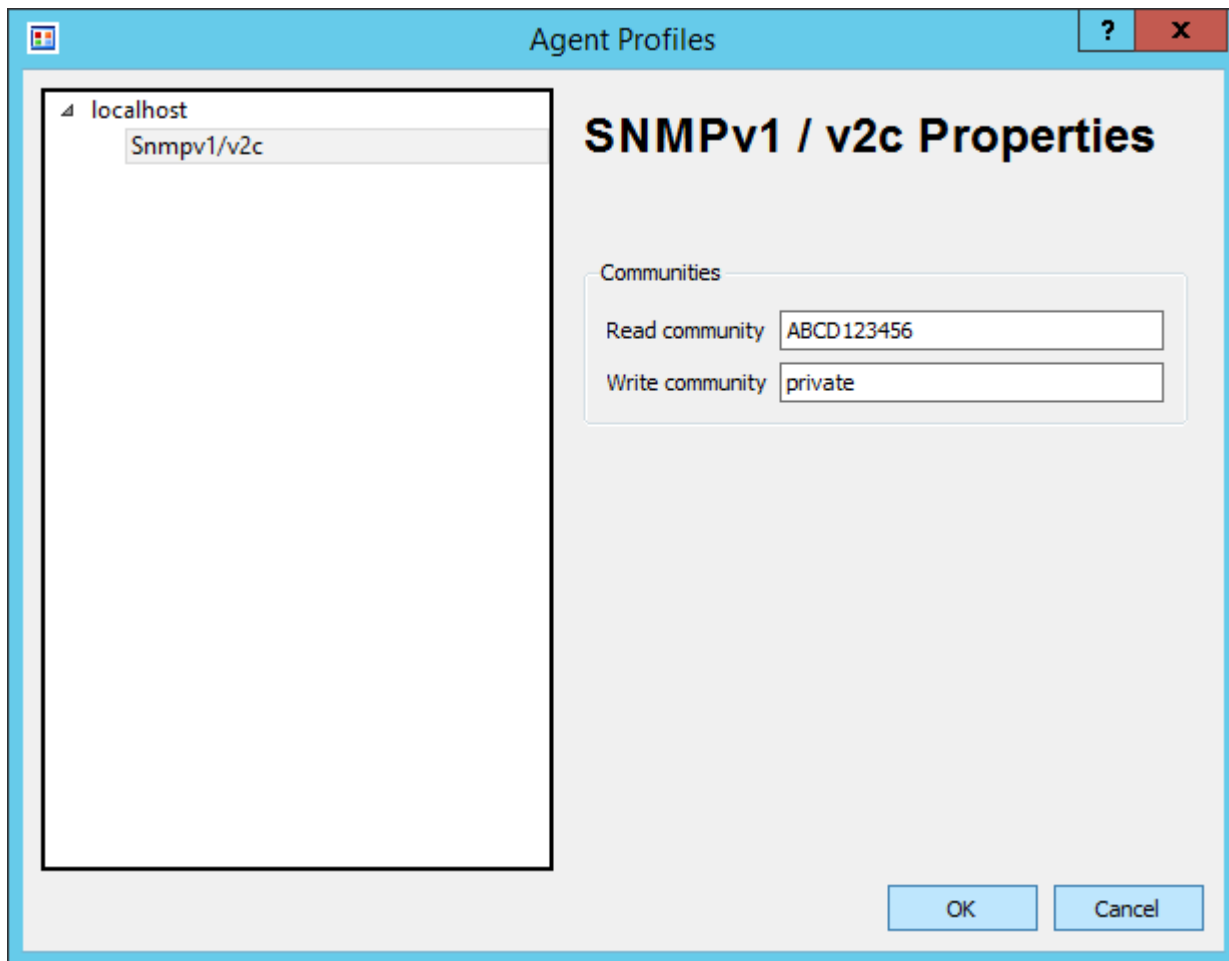 Agent Profiles
?
x
localhost
Snmpv1/v2c
SNMPv1 / v2c Properties
Communities
Read community ABCD123456
Write community private
OK Cancel